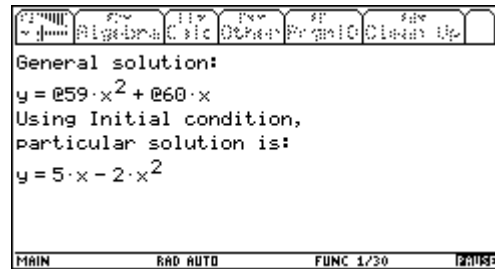 Algebra Calc Other PrgmIO Clean Up
General solution:
y = @59·x² + @60·x
Using Initial condition,
particular solution is:
y = 5·x - 2·x²
MAIN RAD AUTO FUNC 1/30 PAUSE